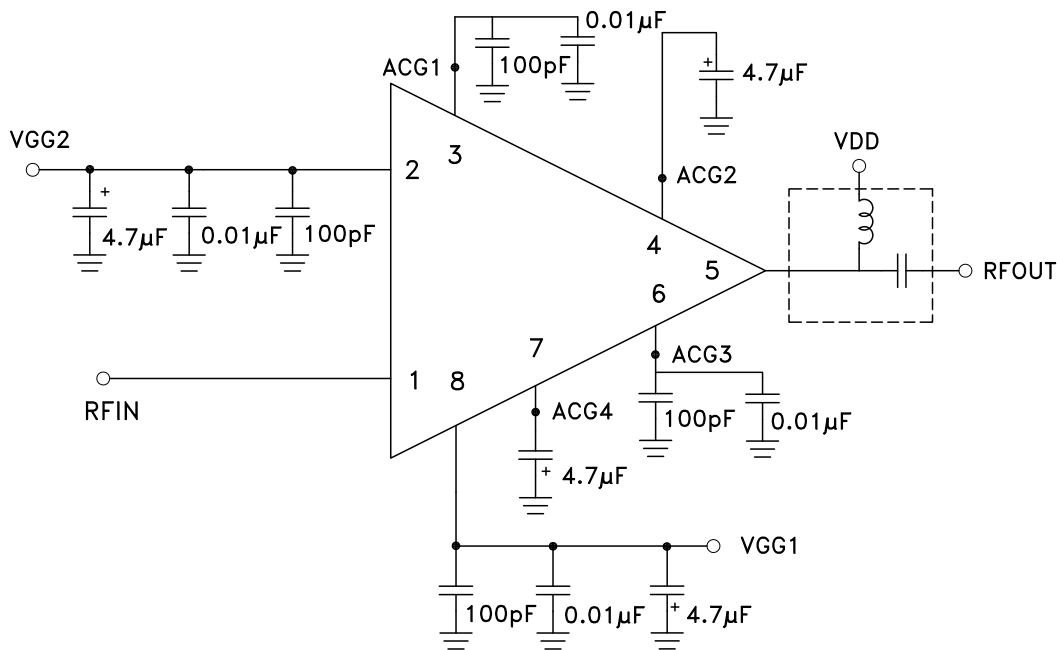 0.01µF
ACG1
100pF
+
4.7µF
VGG2
2
3
ACG2
VDD
+
4.7µF
0.01µF
100pF
4
5
RFOUT
6
7
ACG3
1
8
RFIN
ACG4
100pF
0.01µF
+
4.7µF
VGG1
100pF
0.01µF
+
4.7µF